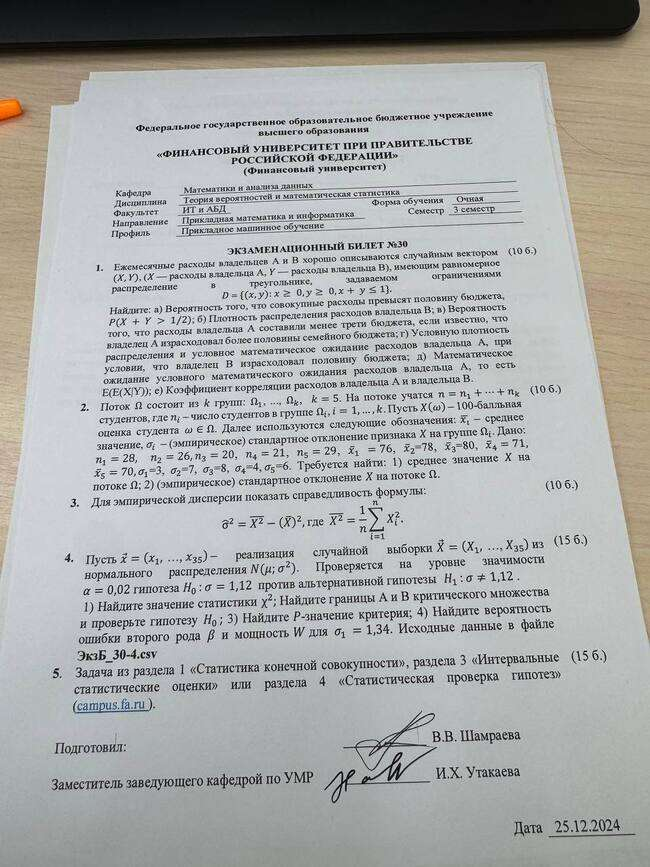 Федеральное государственное образовательное бюджетное учреждение
высшего образования
«ФИНАНСОВЫЙ УНИВЕРСИТЕТ ПРИ ПРАВИТЕЛЬСТВЕ
РОССИЙСКОЙ ФЕДЕРАЦИИ»
(Финансовый университет)
Кафедра Математики и анализа данных
Дисциплина Теория вероятностей и математическая статистика
Факультет ИТ и АБД Форма обучения Очная
Направление Прикладная математика и информатика Семестр 3 семестр
Профиль Прикладное машинное обучение
ЭКЗАМЕНАЦИОННЫЙ БИЛЕТ №30
1. Ежемесячные расходы владельцев А и В хорошо описываются случайным вектором (10 б.)
(X, Y), (X — расходы владельца А, Y — расходы владельца В), имеющим равномерное
распределение в треугольнике, задаваемом ограничениями
D = {(x, y): x ≥ 0, y ≥ 0, x + y ≤ 1}.
Найдите: а) Вероятность того, что совокупные расходы превысят половину бюджета,
P(X + Y > 1/2); б) Плотность распределения расходов владельца В; в) Вероятность
того, что расходы владельца А составили менее трети бюджета, если известно, что
владелец А израсходовал более половины семейного бюджета; г) Условную плотность
распределения и условное математическое ожидание расходов владельца А, при
условии, что владелец В израсходовал половину бюджета; д) Математическое
ожидание условного математического ожидания расходов владельца А, то есть
E(E(X|Y)); е) Коэффициент корреляции расходов владельца А и владельца В.
2. Поток Ω состоит из k групп: Ω₁, ..., Ωₖ, k = 5. На потоке учатся n = n₁ + ⋯ + nₖ (10 б.)
студентов, где nᵢ – число студентов в группе Ωᵢ, i = 1, ..., k. Пусть X(ω) – 100-балльная
оценка студента ω ∈ Ω. Далее используются следующие обозначения: x̄ᵢ – среднее
значение, σᵢ – (эмпирическое) стандартное отклонение признака X на группе Ωᵢ. Дано:
n₁ = 28, n₂ = 26, n₃ = 20, n₄ = 21, n₅ = 29, x̄₁ = 76, x̄₂=78, x̄₃=80, x̄₄ = 71,
x̄₅ = 70, σ₁=3, σ₂=7, σ₃=8, σ₄=4, σ₅=6. Требуется найти: 1) среднее значение X на
потоке Ω; 2) (эмпирическое) стандартное отклонение X на потоке Ω.
3. Для эмпирической дисперсии показать справедливость формулы: (10 б.)
σ̂² = X̅²̅ − (X̄)², где X̅²̅ = 1/n ∑ⁿᵢ₌₁ Xᵢ².
4. Пусть x⃗ = (x₁, ..., x₃₅) – реализация случайной выборки X⃗ = (X₁, ..., X₃₅) из (15 б.)
нормального распределения N(μ; σ²). Проверяется на уровне значимости
α = 0,02 гипотеза H₀: σ = 1,12 против альтернативной гипотезы H₁: σ ≠ 1,12 .
1) Найдите значение статистики χ²; Найдите границы А и В критического множества
и проверьте гипотезу H₀; 3) Найдите P-значение критерия; 4) Найдите вероятность
ошибки второго рода β и мощность W для σ₁ = 1,34. Исходные данные в файле
ЭкзБ_30-4.csv
5. Задача из раздела 1 «Статистика конечной совокупности», раздела 3 «Интервальные (15 б.)
статистические оценки» или раздела 4 «Статистическая проверка гипотез»
(campus.fa.ru ).
Подготовил: В.В. Шамраева
Заместитель заведующего кафедрой по УМР И.Х. Утакаева
Дата 25.12.2024